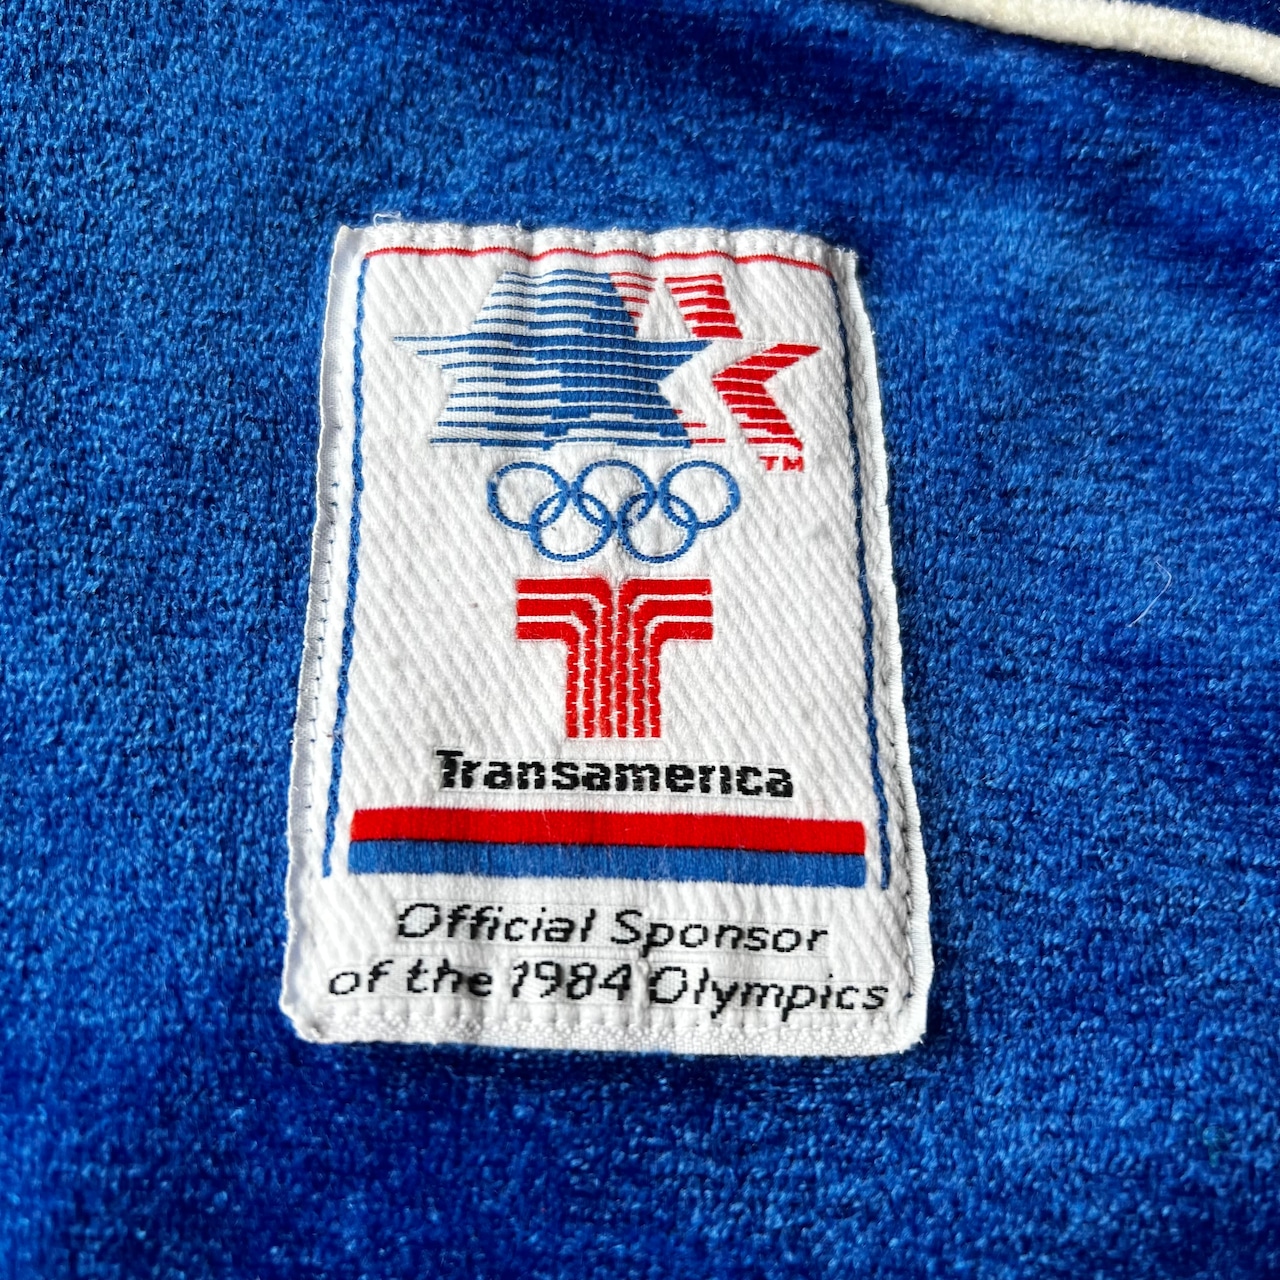 TM
Transamerica
Official Sponsor
of the 1984 Olympics